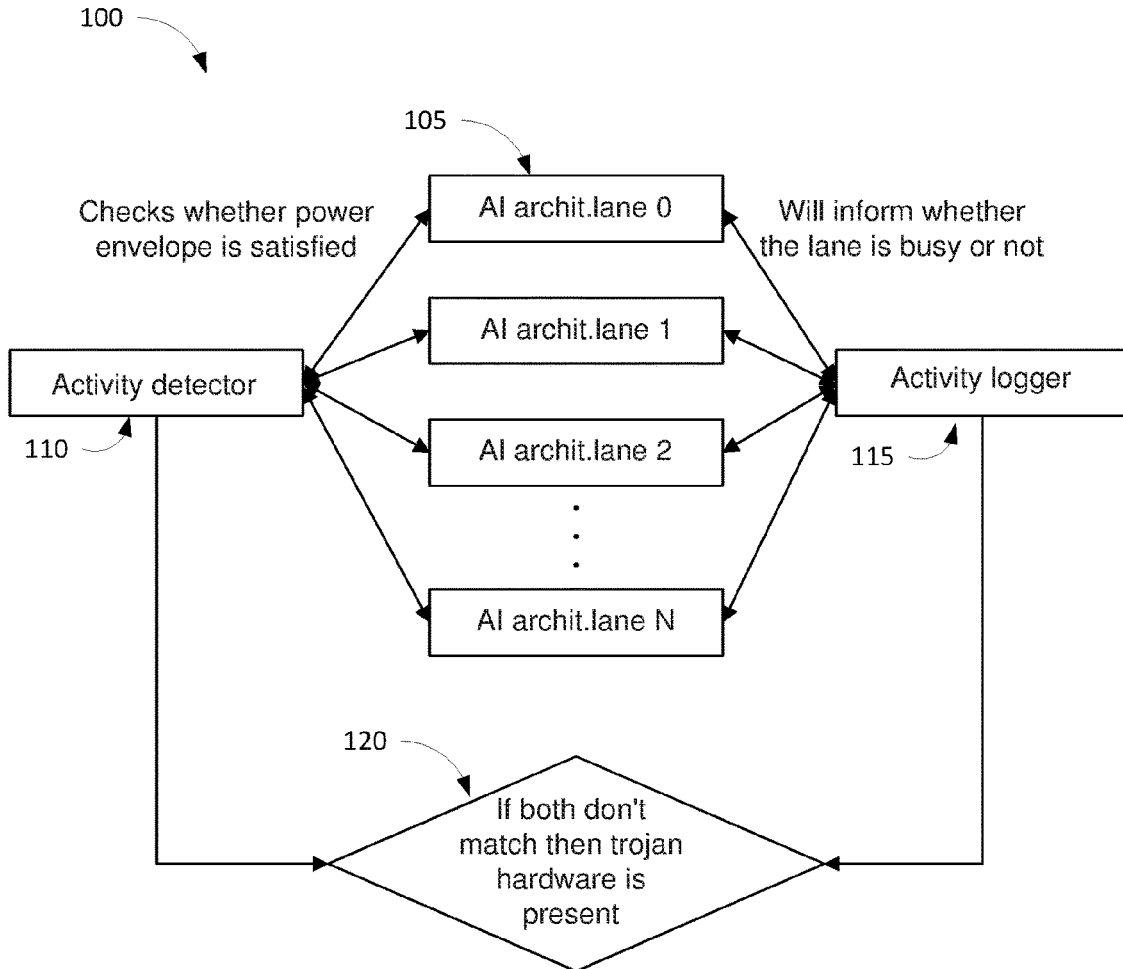 100
105
AI archit.lane 0
Checks whether power
envelope is satisfied
Will inform whether
the lane is busy or not
AI archit.lane 1
Activity detector
Activity logger
110
AI archit.lane 2
115
AI archit.lane N
120
If both don't
match then trojan
hardware is
present